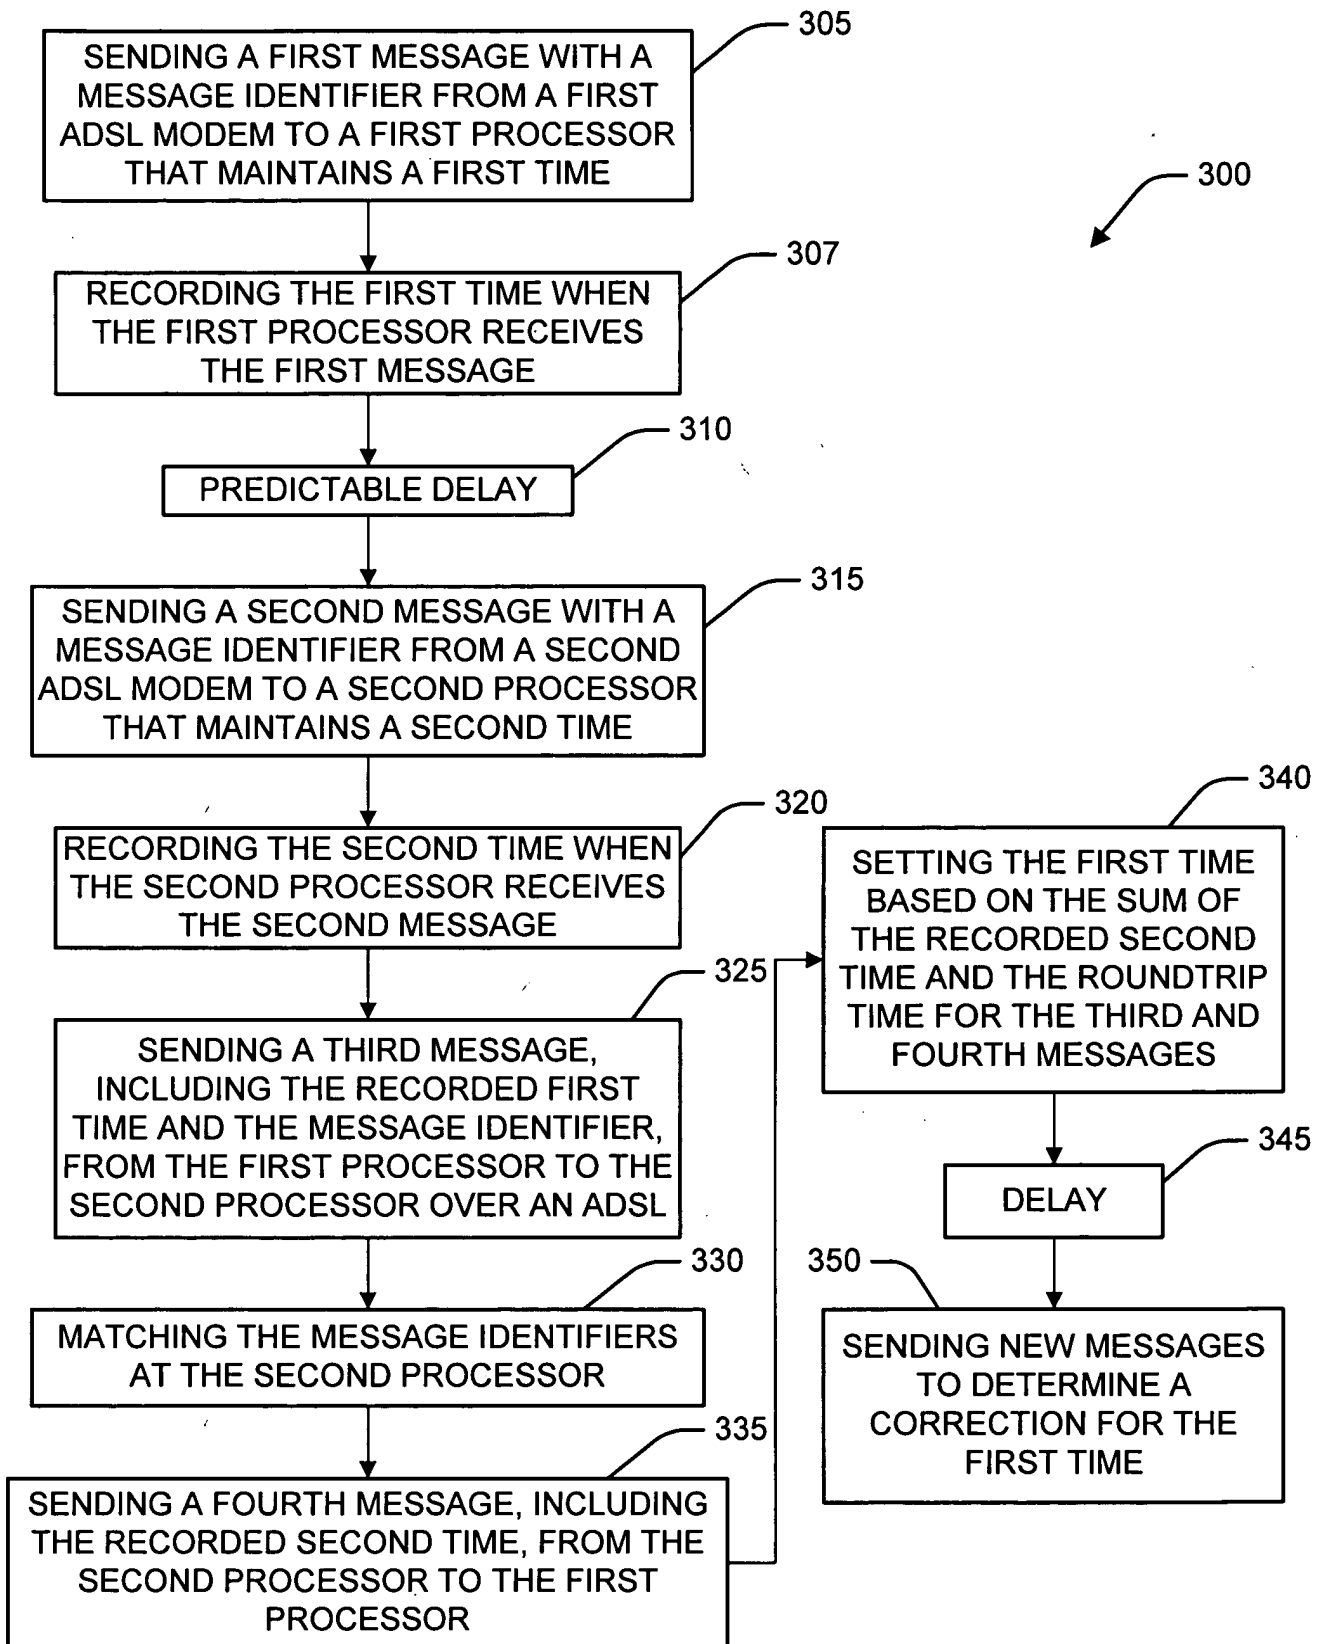 305
SENDING A FIRST MESSAGE WITH A
MESSAGE IDENTIFIER FROM A FIRST
ADSL MODEM TO A FIRST PROCESSOR
THAT MAINTAINS A FIRST TIME
300
307
RECORDING THE FIRST TIME WHEN
THE FIRST PROCESSOR RECEIVES
THE FIRST MESSAGE
310
PREDICTABLE DELAY
315
SENDING A SECOND MESSAGE WITH A
MESSAGE IDENTIFIER FROM A SECOND
ADSL MODEM TO A SECOND PROCESSOR
THAT MAINTAINS A SECOND TIME
320
RECORDING THE SECOND TIME WHEN
THE SECOND PROCESSOR RECEIVES
THE SECOND MESSAGE
325
SENDING A THIRD MESSAGE,
INCLUDING THE RECORDED FIRST
TIME AND THE MESSAGE IDENTIFIER,
FROM THE FIRST PROCESSOR TO THE
SECOND PROCESSOR OVER AN ADSL
330
MATCHING THE MESSAGE IDENTIFIERS
AT THE SECOND PROCESSOR
335
SENDING A FOURTH MESSAGE, INCLUDING
THE RECORDED SECOND TIME, FROM THE
SECOND PROCESSOR TO THE FIRST
PROCESSOR
340
SETTING THE FIRST TIME
BASED ON THE SUM OF
THE RECORDED SECOND
TIME AND THE ROUNDTRIP
TIME FOR THE THIRD AND
FOURTH MESSAGES
345
DELAY
350
SENDING NEW MESSAGES
TO DETERMINE A
CORRECTION FOR THE
FIRST TIME